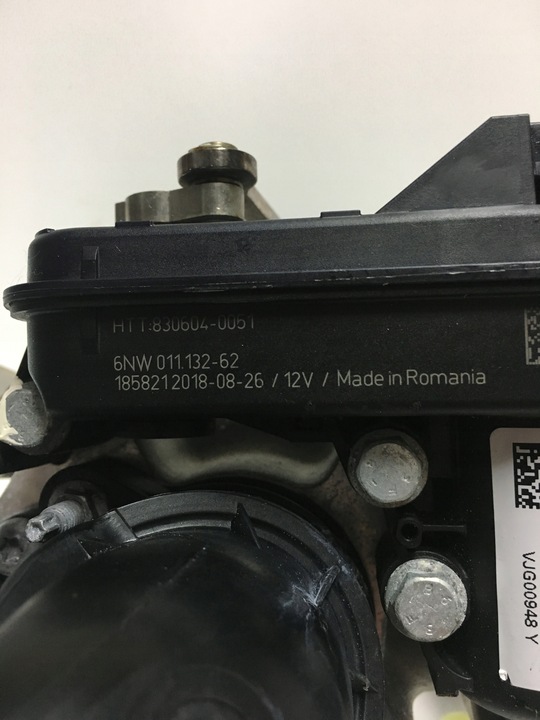 HTT:830604-0051
6NW 011.132-62
185821 2018-08-26 / 12V / Made in Romania
VJG00948 Y